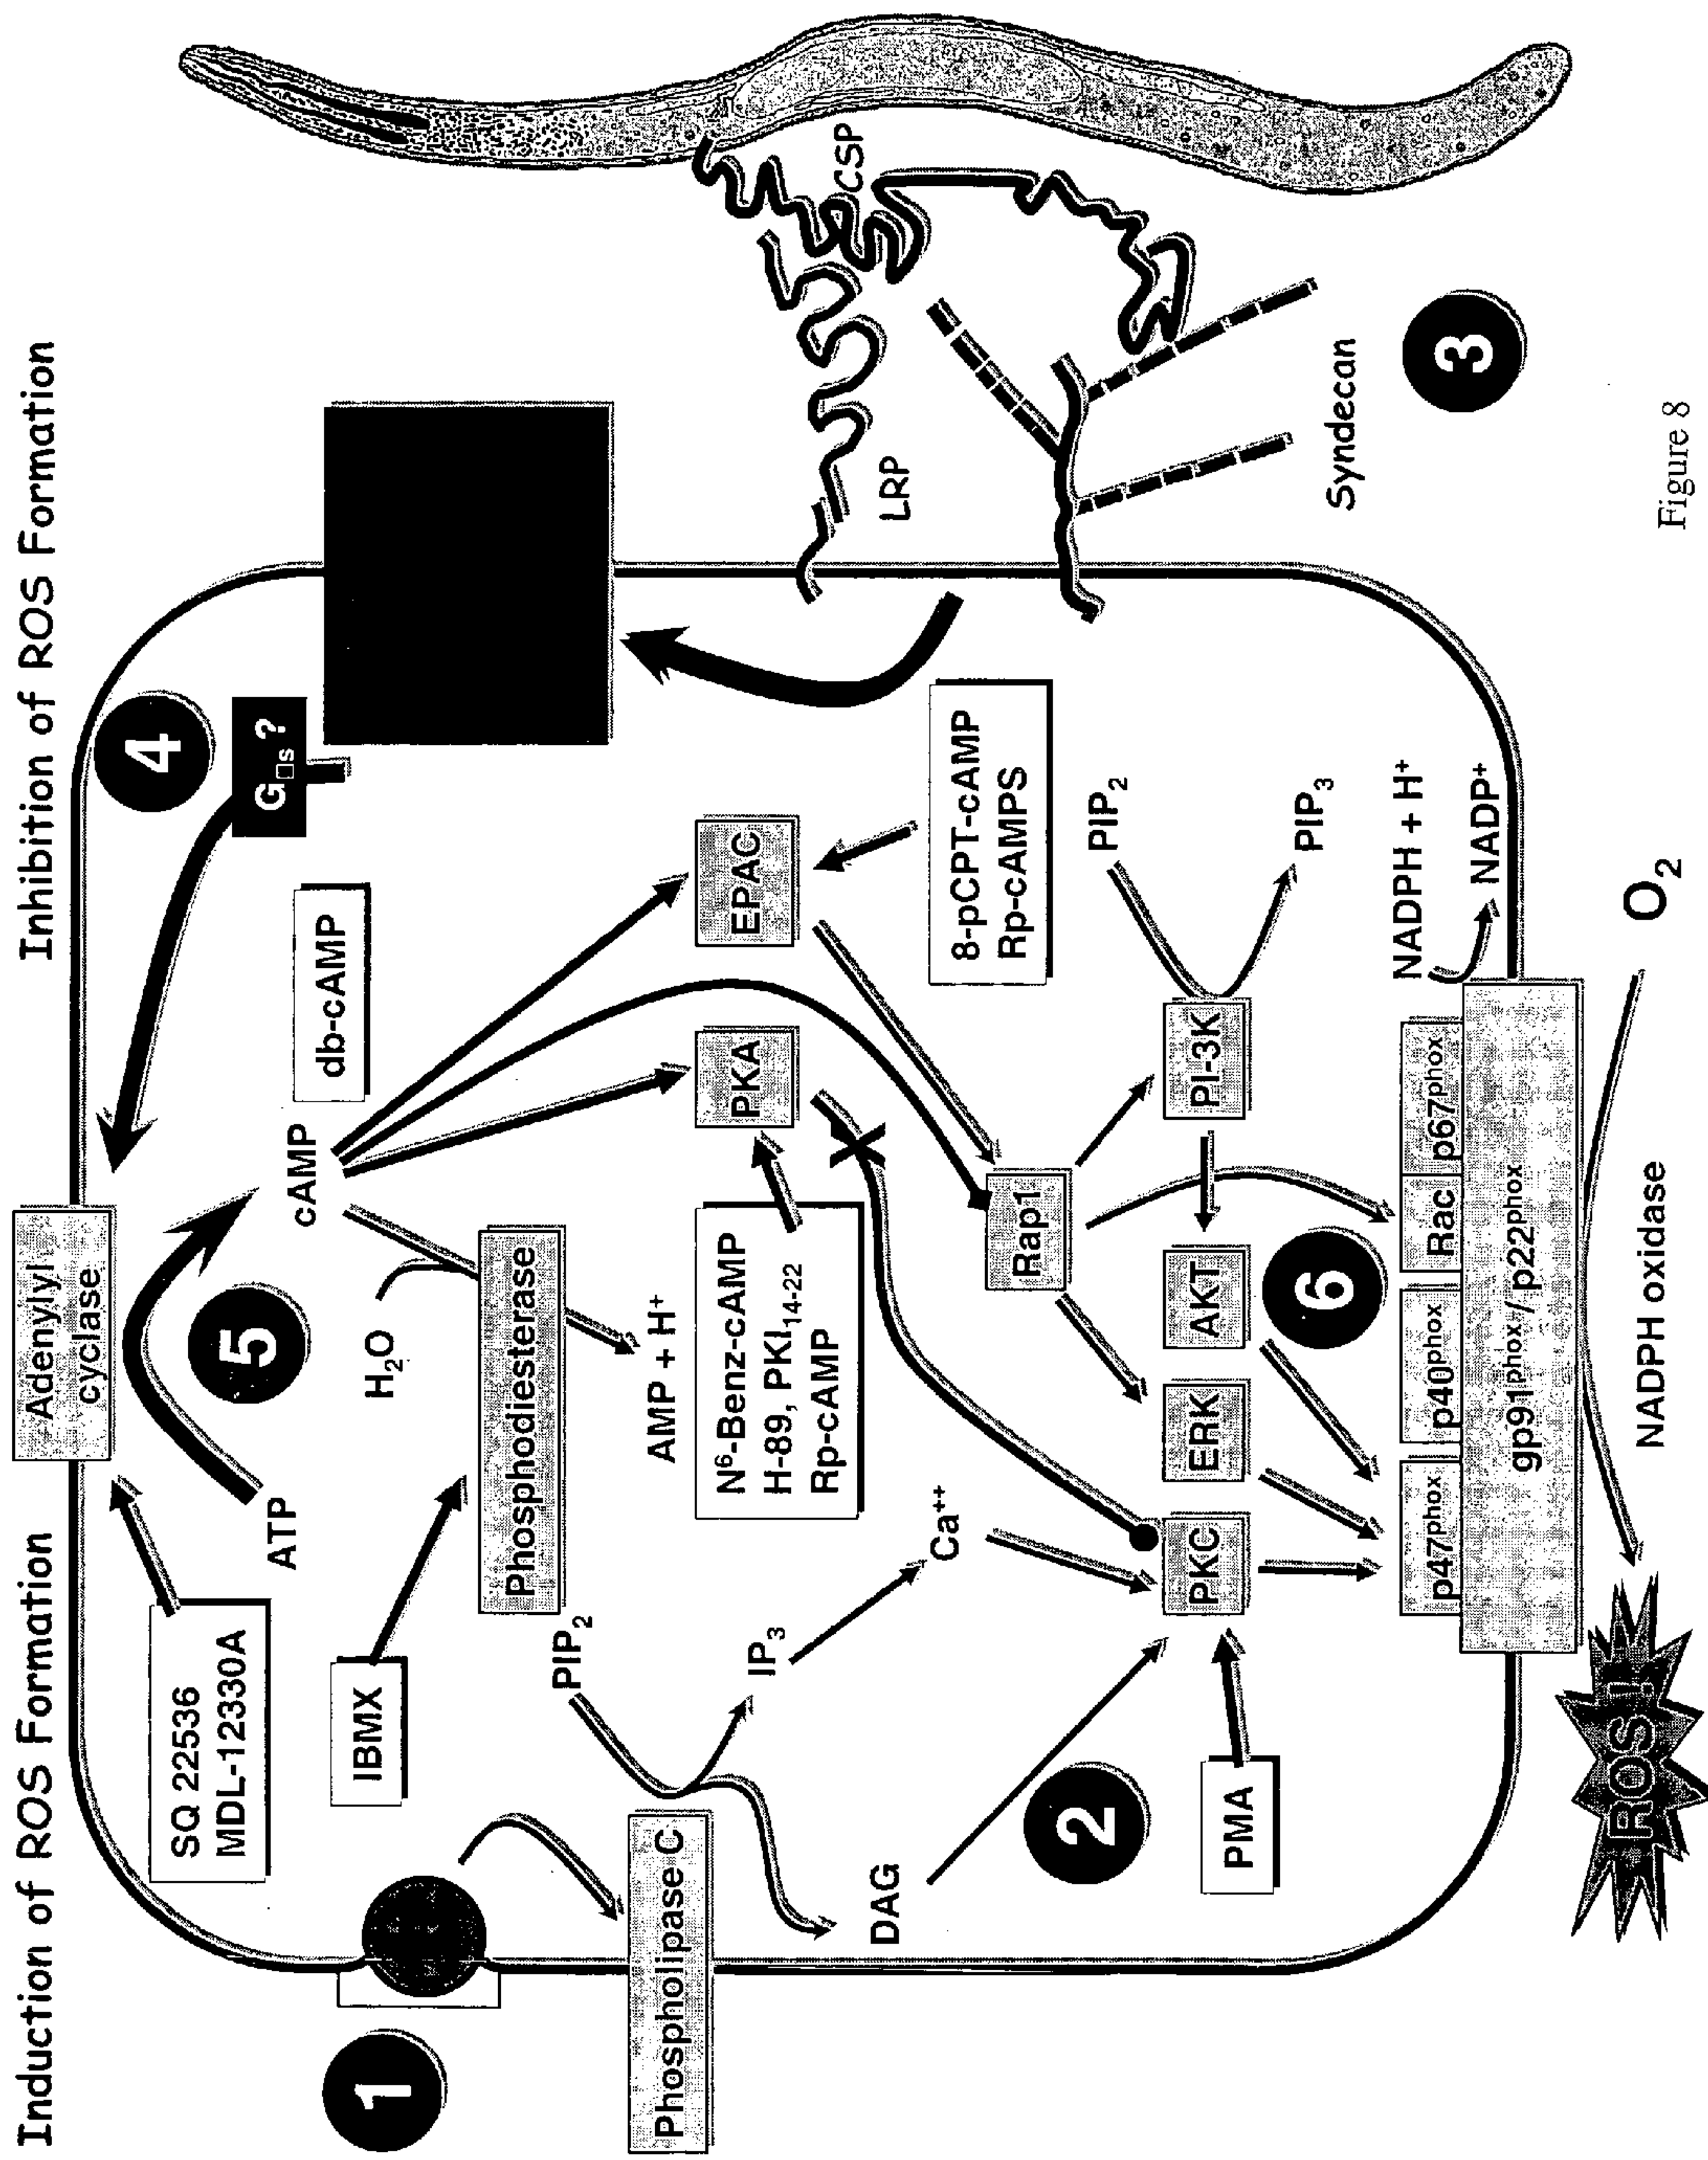 Induction of ROS Formation
Inhibition of ROS Formation
Adenylyl
cyclase
SQ 22536
MDL-12330A
ATP
5
4
cAMP
db-cAMP
G□s ?
1
IBMX
H2O
Phosphodiesterase
AMP + H+
PIP2
Phospholipase C
IP3
DAG
Ca++
N6-Benz-cAMP
H-89, PKI14-22
Rp-cAMP
PKA
EPAC
8-pCPT-cAMP
Rp-cAMPS
LRP
CSP
Syndecan
3
Rap1
PIP2
PIP3
PI-3K
AKT
ERK
PKC
2
PMA
6
NADPH + H+
NADP+
p47phox
p40phox
Rac
p67phox
gp91phox / p22phox
ROS!
NADPH oxidase
O2
Figure 8